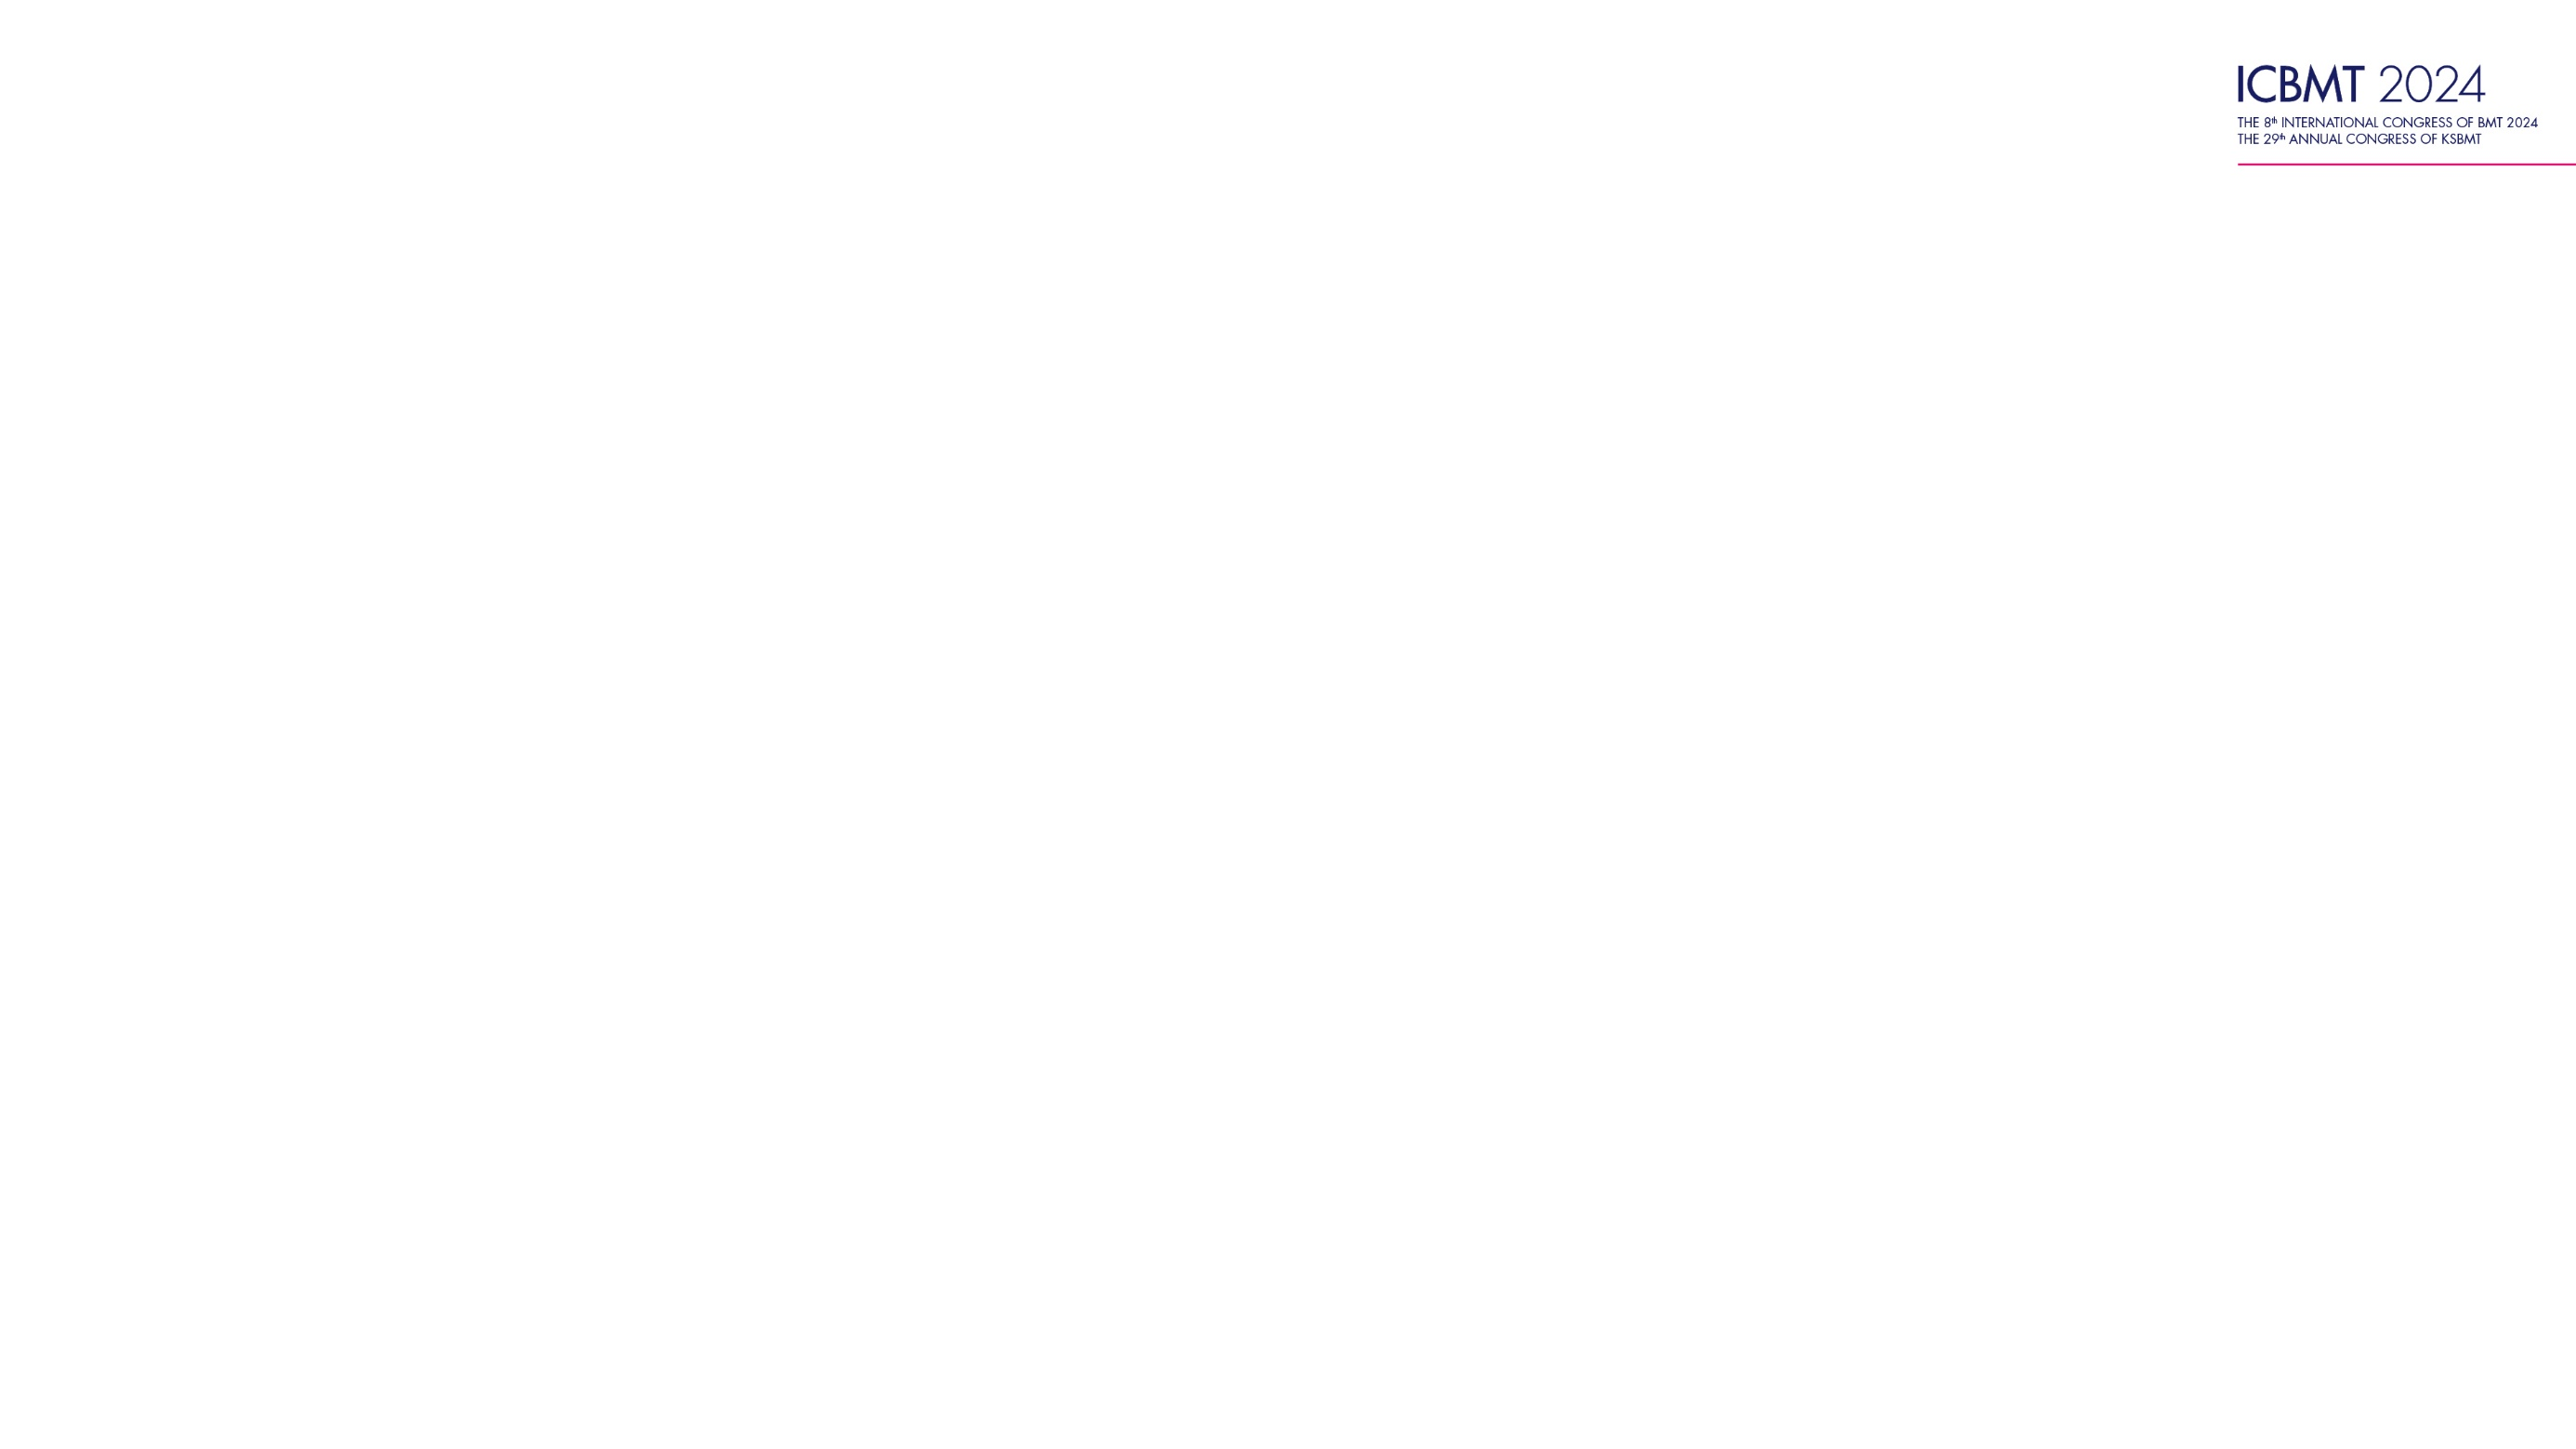 ICBMT 2024
THE 8th INTERNATIONAL CONGRESS OF BMT 2024
THE 29th ANNUAL CONGRESS OF KSBMT